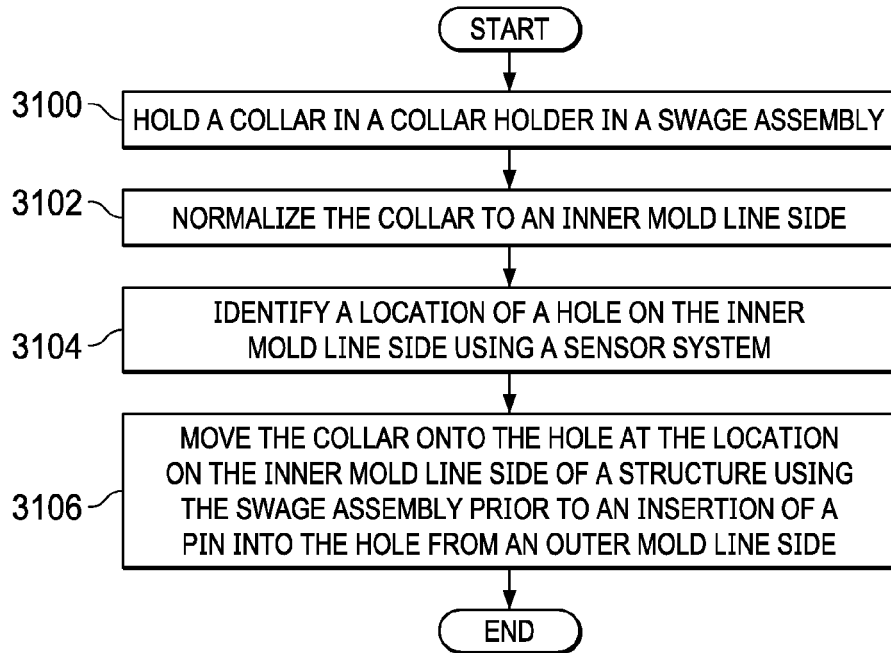 START
3100
HOLD A COLLAR IN A COLLAR HOLDER IN A SWAGE ASSEMBLY
3102
NORMALIZE THE COLLAR TO AN INNER MOLD LINE SIDE
IDENTIFY A LOCATION OF A HOLE ON THE INNER
3104
MOLD LINE SIDE USING A SENSOR SYSTEM
MOVE THE COLLAR ONTO THE HOLE AT THE LOCATION
ON THE INNER MOLD LINE SIDE OF A STRUCTURE USING
3106
THE SWAGE ASSEMBLY PRIOR TO AN INSERTION OF A
PIN INTO THE HOLE FROM AN OUTER MOLD LINE SIDE
END